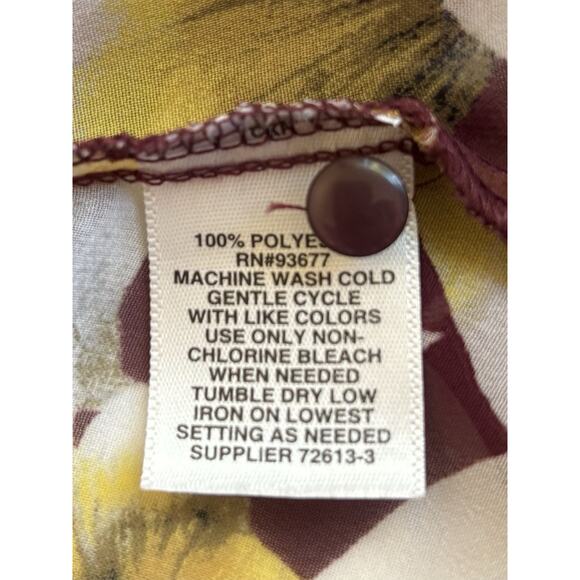 100% POLYES
RN#93677
MACHINE WASH COLD
GENTLE CYCLE
WITH LIKE COLORS
USE ONLY NON-
CHLORINE BLEACH
WHEN NEEDED
TUMBLE DRY LOW
IRON ON LOWEST
SETTING AS NEEDED
SUPPLIER 72613-3